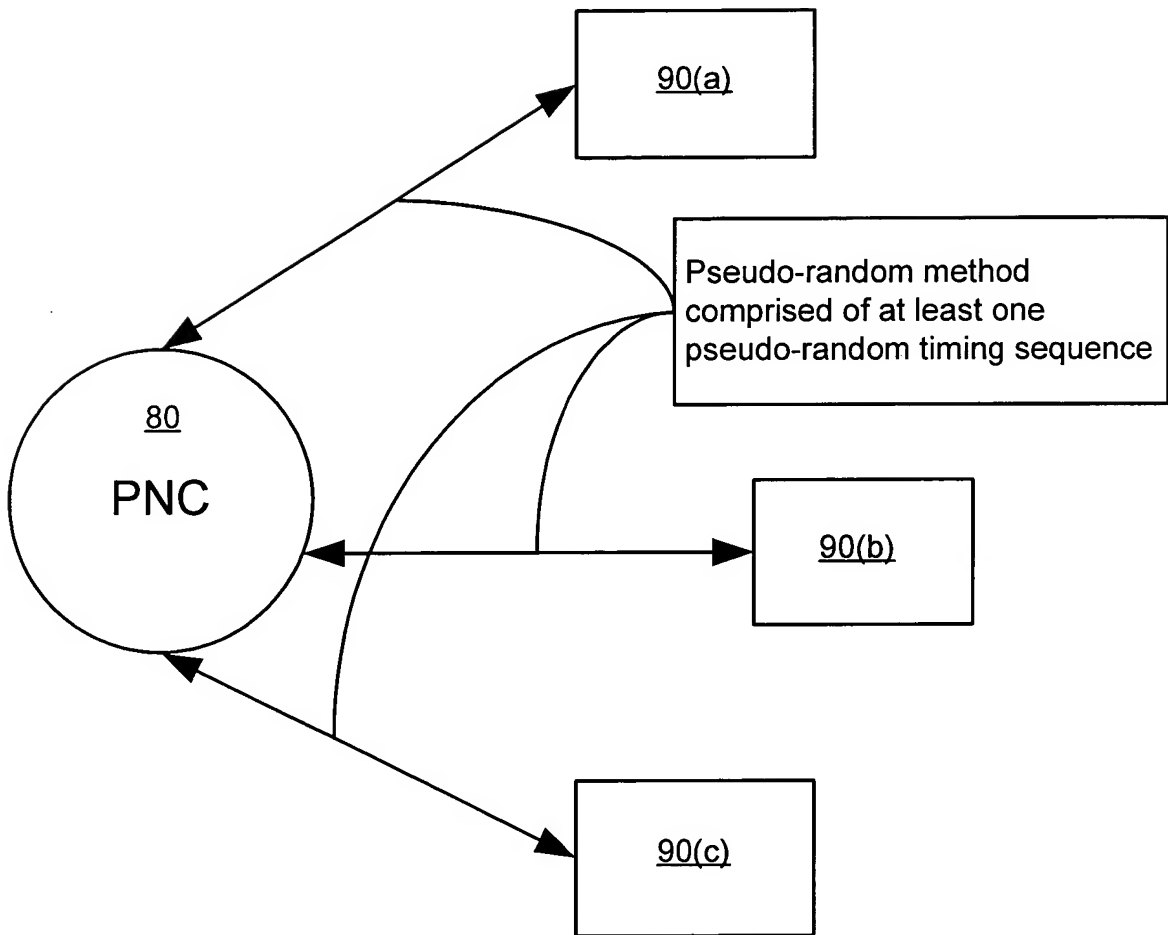 90(a)
Pseudo-random method
comprised of at least one
pseudo-random timing sequence
80
PNC
90(b)
90(c)